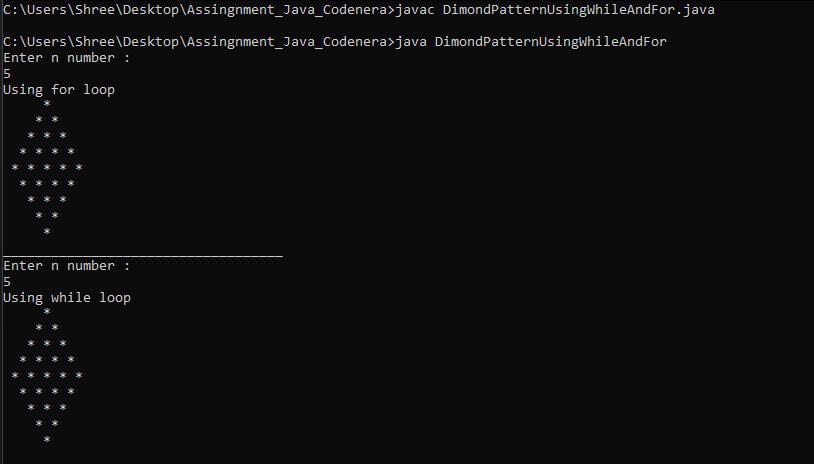 C:\Users\Shree\Desktop\Assingnment_Java_Codenera>javac DimondPatternUsingWhileAndFor.java
C:\Users\Shree\Desktop\Assingnment_Java_Codenera>java DimondPatternUsingWhileAndFor
Enter n number :
5
Using for loop
     *
    * *
   * * *
  * * * *
 * * * * *
  * * * *
   * * *
    * *
     *
___________________________________
Enter n number :
5
Using while loop
     *
    * *
   * * *
  * * * *
 * * * * *
  * * * *
   * * *
    * *
     *